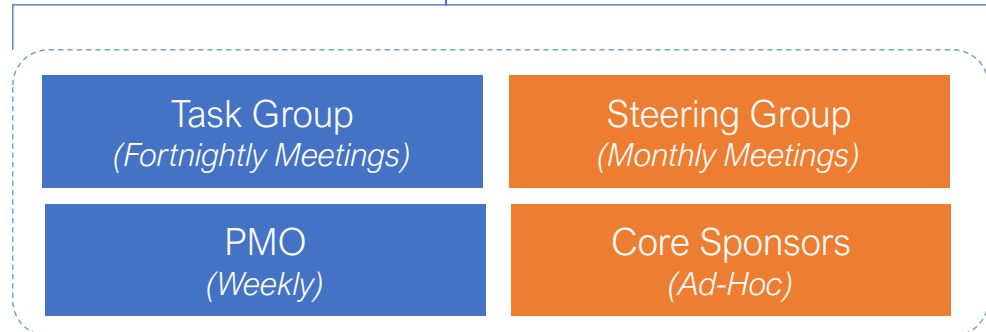 Task Group
(Fortnightly Meetings)
Steering Group
(Monthly Meetings)
PMO
(Weekly)
Core Sponsors
(Ad-Hoc)